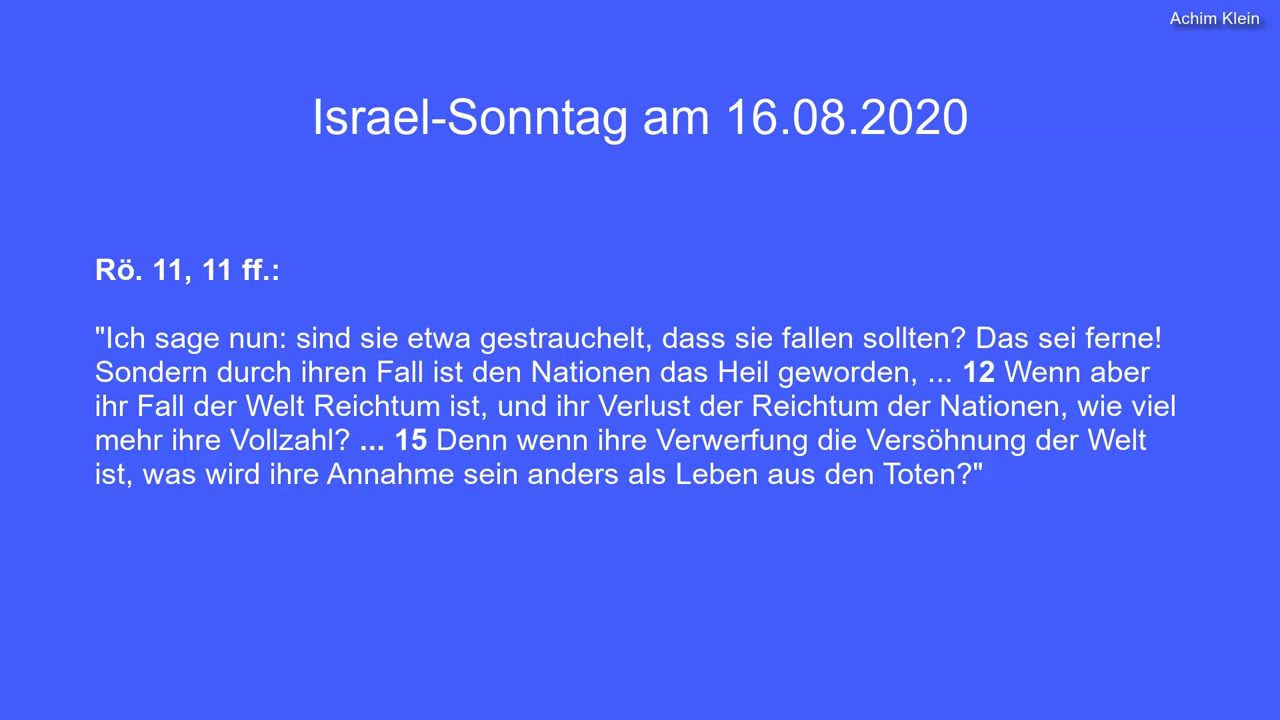 Achim Klein
Israel-Sonntag am 16.08.2020
Rö. 11, 11 ff.:
"Ich sage nun: sind sie etwa gestrauchelt, dass sie fallen sollten? Das sei ferne!
Sondern durch ihren Fall ist den Nationen das Heil geworden, ... 12 Wenn aber
ihr Fall der Welt Reichtum ist, und ihr Verlust der Reichtum der Nationen, wie viel
mehr ihre Vollzahl? ... 15 Denn wenn ihre Verwerfung die Versöhnung der Welt
ist, was wird ihre Annahme sein anders als Leben aus den Toten?"